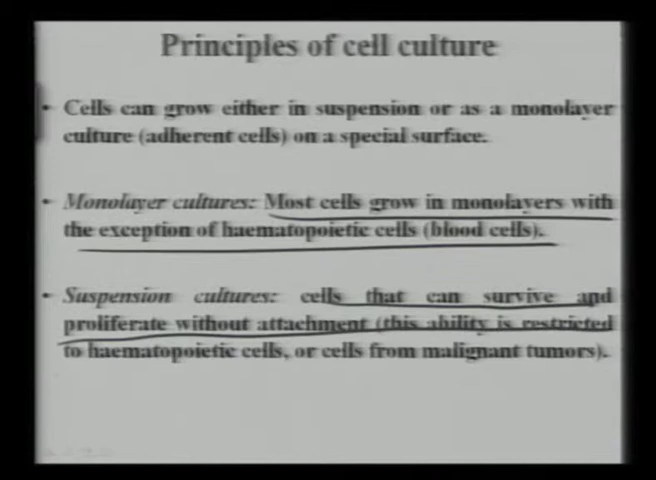 Principles of cell culture
• Cells can grow either in suspension or as a monolayer
culture (adherent cells) on a special surface.
• Monolayer cultures: Most cells grow in monolayers with
the exception of haematopoietic cells (blood cells).
• Suspension cultures: cells that can survive and
proliferate without attachment (this ability is restricted
to haematopoietic cells, or cells from malignant tumors).